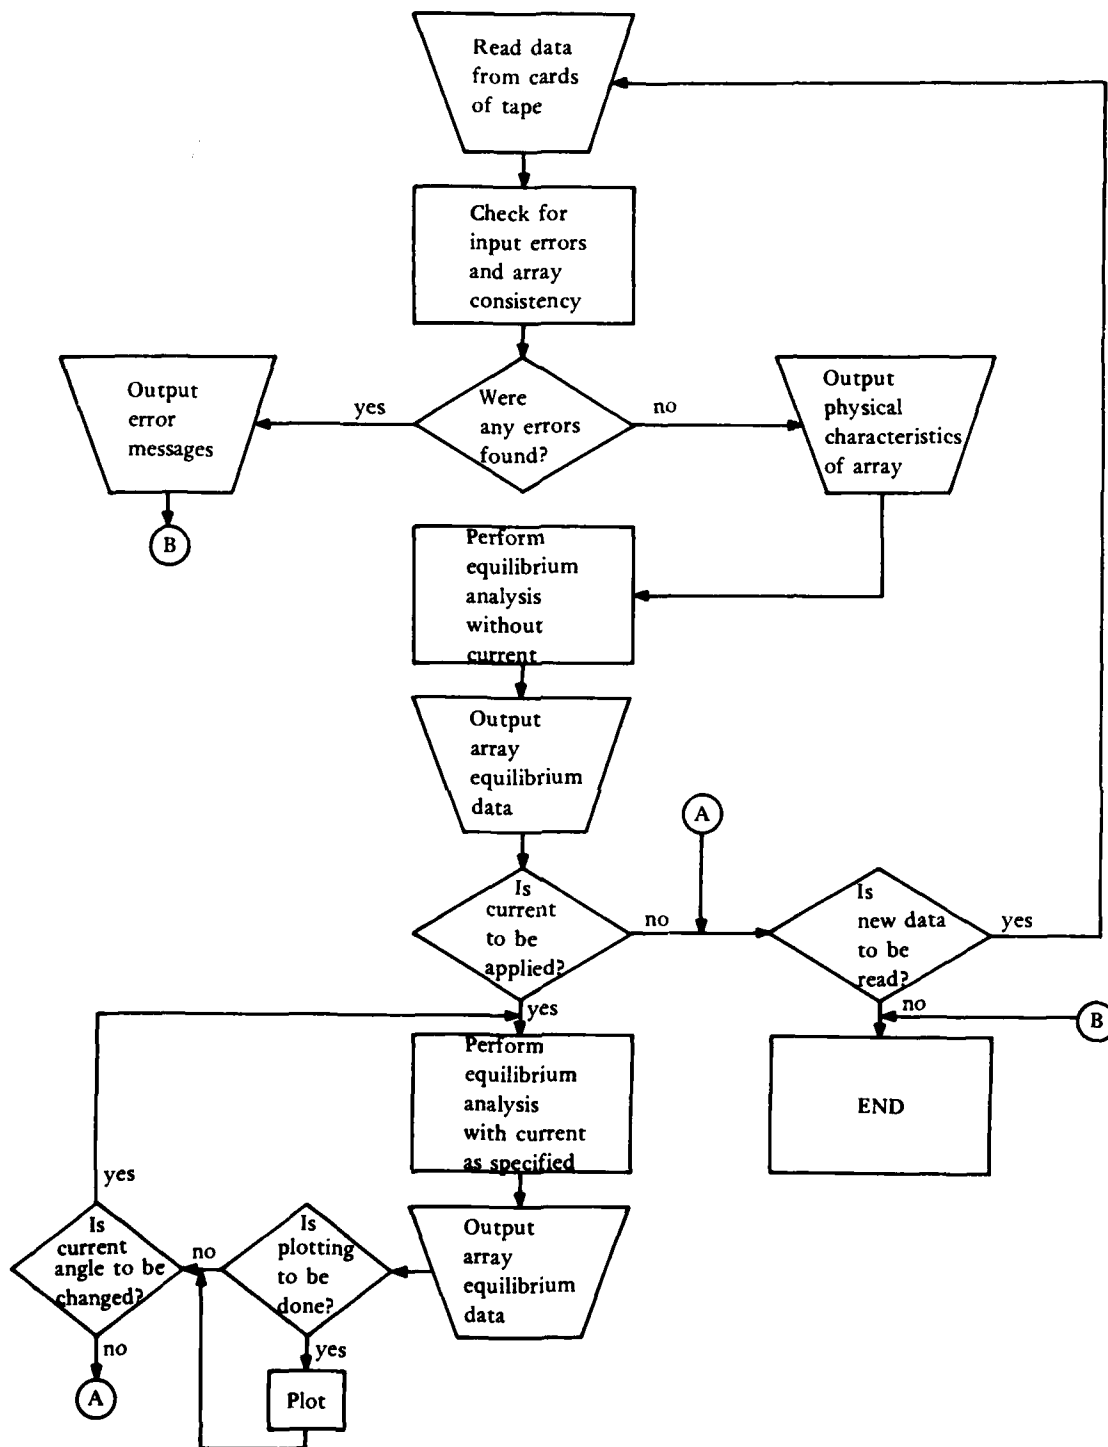 Read data
from cards
of tape
Check for
input errors
and array
consistency
Output
error
messages
yes
Were
any errors
found?
no
Output
physical
characteristics
of array
B
Perform
equilibrium
analysis
without
current
Output
array
equilibrium
data
A
Is
current
to be
applied?
no
Is
new data
to be
read?
yes
yes
no
B
Perform
equilibrium
analysis
with current
as specified
END
yes
Is
current
angle to be
changed?
no
Is
plotting
to be
done?
Output
array
equilibrium
data
no
yes
A
Plot